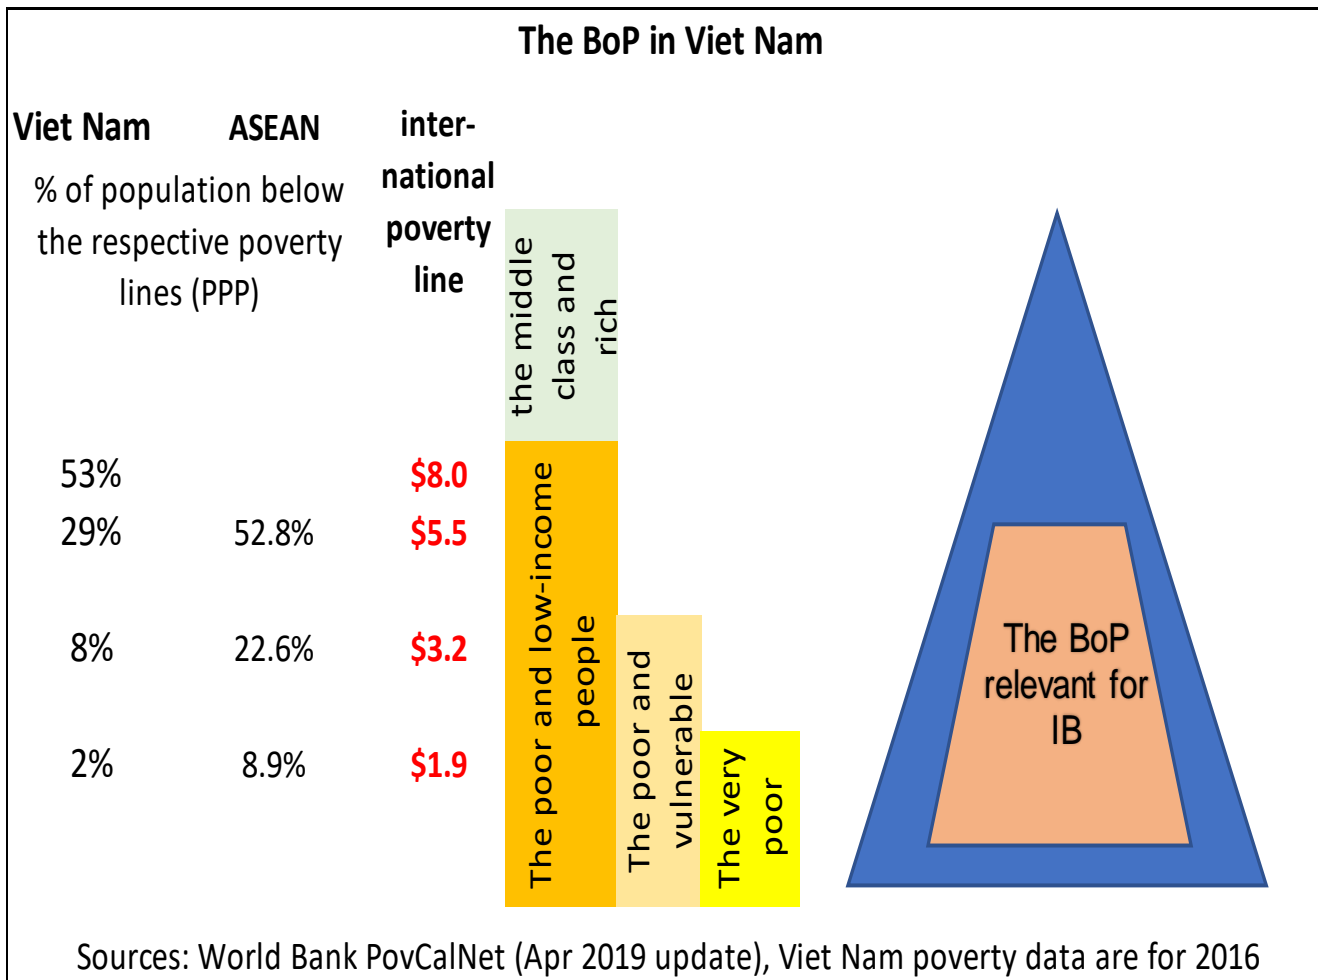 The BoP in Viet Nam
Viet Nam
ASEAN
inter-
national
poverty
line
% of population below
the respective poverty
lines (PPP)
53%
$8.0
29%
52.8%
$5.5
8%
22.6%
$3.2
2%
8.9%
$1.9
the middle
class and
rich
The poor and low-income
people
The poor and
vulnerable
The very
poor
The BoP
relevant for
IB
Sources: World Bank PovCalNet (Apr 2019 update), Viet Nam poverty data are for 2016